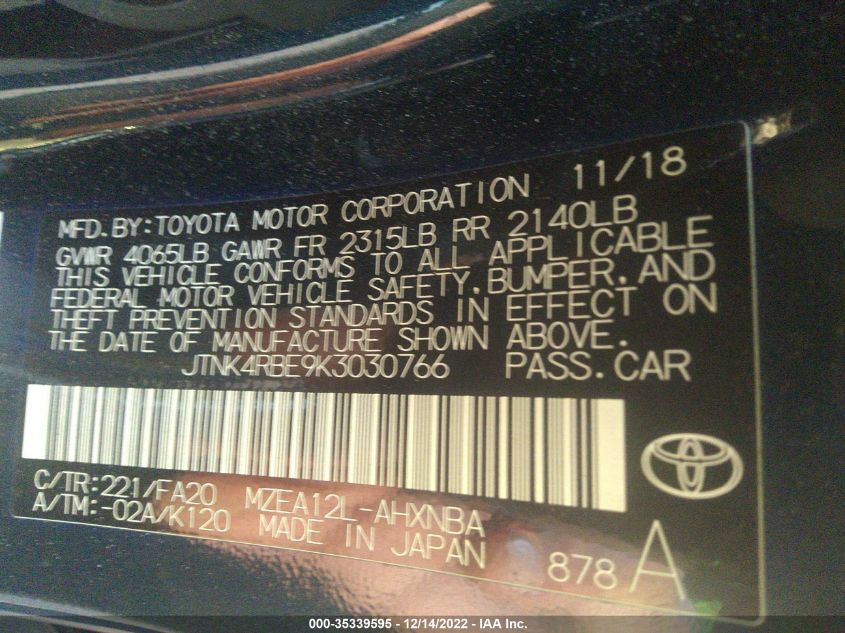 MFD.BY:TOYOTA MOTOR CORPORATION 11/18
GVWR 4065LB GAWR FR 2315LB RR 2140LB
THIS VEHICLE CONFORMS TO ALL APPLICABLE
FEDERAL MOTOR VEHICLE SAFETY,BUMPER,AND
THEFT PREVENTION STANDARDS IN EFFECT ON
THE DATE OF MANUFACTURE SHOWN ABOVE.
JTNK4RBE9K3030766 PASS.CAR
C/TR:221/FA20 MZEA12L-AHXNBA
A/TM:-02A/K120 MADE IN JAPAN 878 A
000-35339595 - 12/14/2022 - IAA Inc.